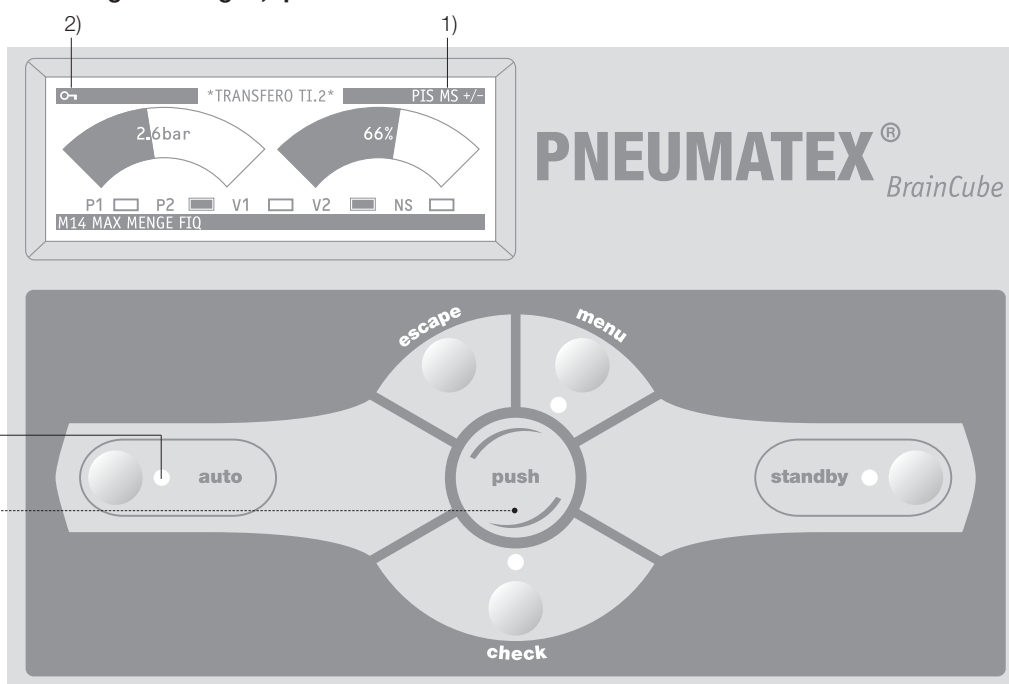 2) 1)
*TRANSFERO TI.2* PIS MS +/-
2.6bar 66%
P1 P2 V1 V2 NS
M14 MAX MENGE FIQ
PNEUMATEX®
BrainCube
escape menu
auto push standby
check